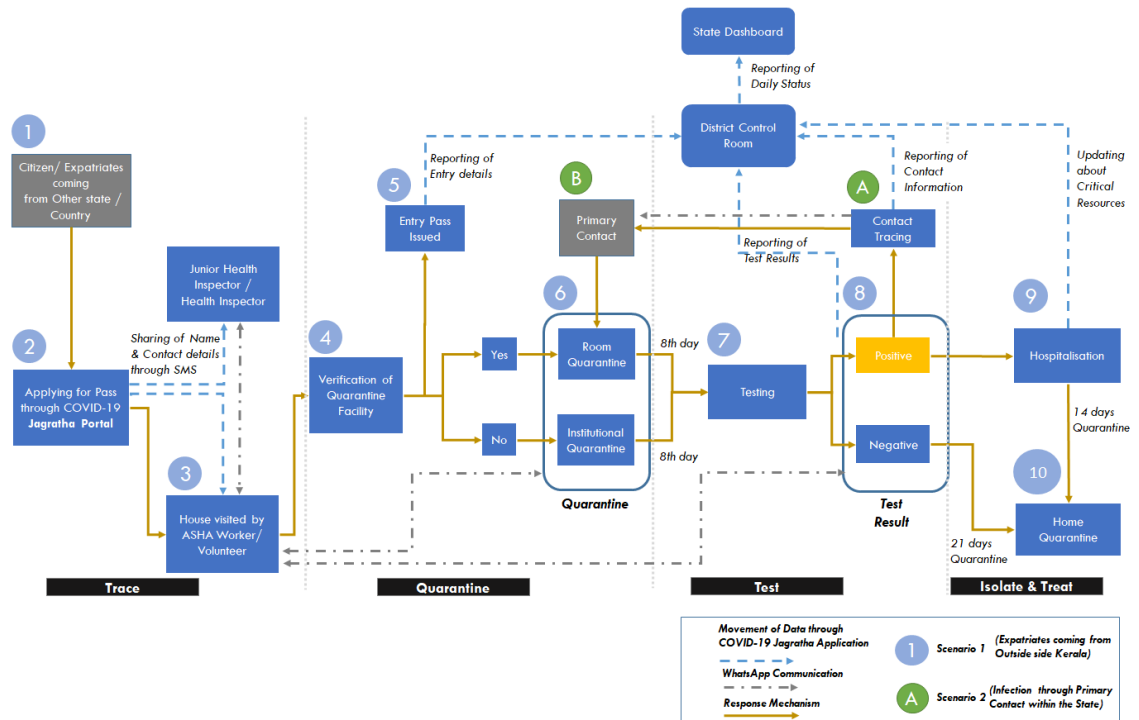 State Dashboard
Reporting of
Daily Status
1
District Control
Room
Citizen/ Expatriates
coming
from Other state /
Country
Reporting of
Entry details
5
B
Reporting of
Contact
Information
A
Updating
about
Critical
Resources
Entry Pass
Issued
Primary
Contact
Contact
Tracing
Junior Health
Inspector /
Health Inspector
Reporting of
Test Results
6
8
9
2
Sharing of Name
& Contact details
through SMS
4
7
Applying for Pass
through COVID-19
Jagratha Portal
Verification of
Quarantine
Facility
Yes
Room
Quarantine
8th day
Testing
Positive
Hospitalisation
14 days
Quarantine
No
Institutional
Quarantine
8th day
Negative
3
10
House visited by
ASHA Worker/
Volunteer
Quarantine
Test
Result
Home
Quarantine
21 days
Quarantine
Trace
Quarantine
Test
Isolate & Treat
Movement of Data through
COVID-19 Jagratha Application
WhatsApp Communication
Response Mechanism
1
Scenario 1
(Expatriates coming from
Outside side Kerala)
A
Scenario 2
(Infection through Primary
Contact within the State)